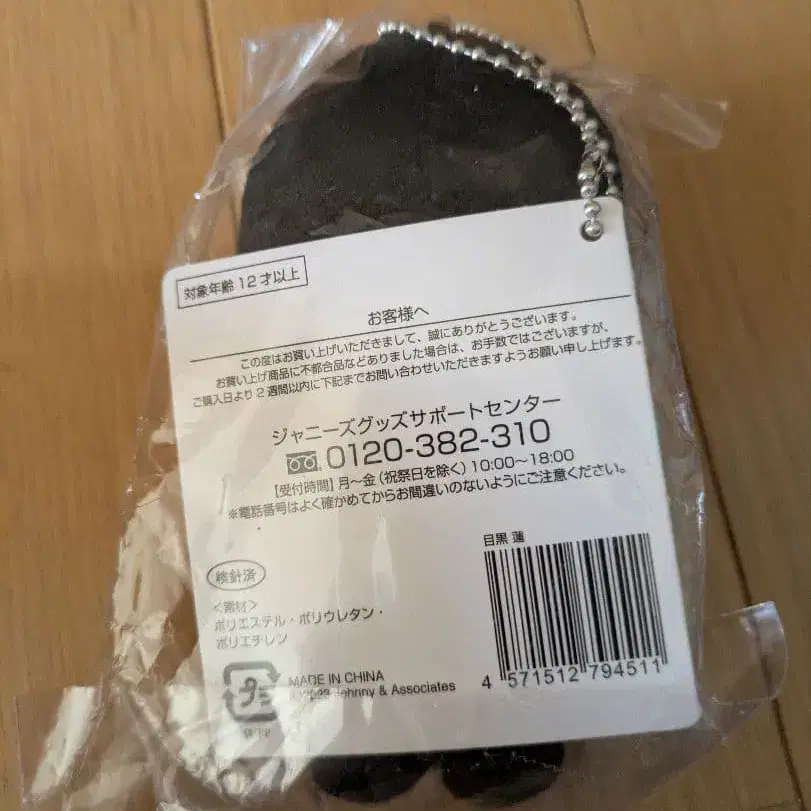 対象年齢12才以上
お客様へ
この度はお買い上げいただきまして、誠にありがとうございます。
お買い上げ商品に不都合品などありました場合は、お手数ではございますが、
ご購入日より2週間以内に下記までお問い合わせいただきますようお願い申し上げます。
ジャニーズグッズサポートセンター
0120-382-310
【受付時間】月～金(祝祭日を除く)10:00～18:00
※電話番号はよく確かめてからお間違いのないようにご注意ください。
目黒 蓮
検針済
＜素材＞
ポリエステル・ポリウレタン・
ポリエチレン
MADE IN CHINA
Johnny & Associates
4 571512 794511